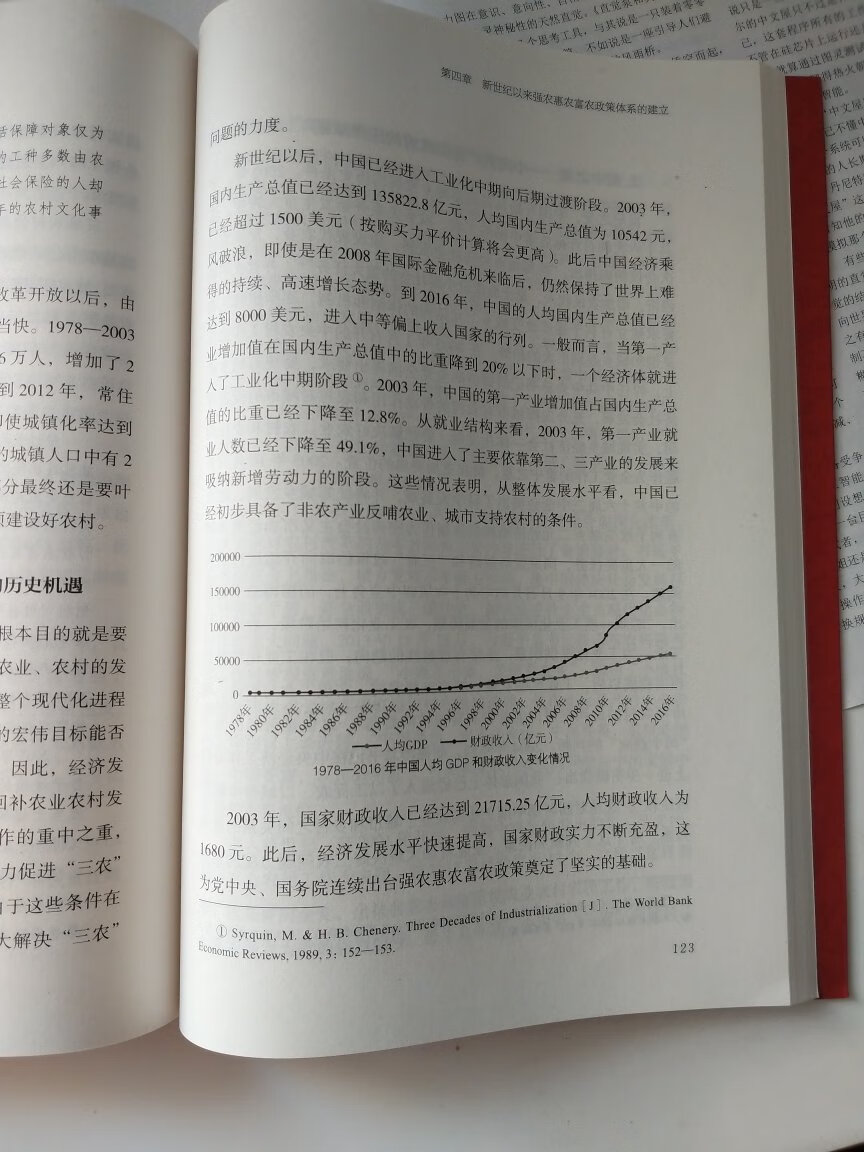 力图在意识、意向性、自
活保障对象仅为
的工种多数由农
社会保险的人却
年的农村文化事
改革开放以后，由
当快。1978—2003
6万人，增加了2
到 2012 年，常住
即使城镇化率达到
的城镇人口中有2
部分最终还是要叶
须建设好农村。
的历史机遇
根本目的就是要
农业、农村的发
整个现代化进程
的宏伟目标能否
因此，经济发
回补农业农村发
作的重中之重，
力促进“三农”
由于这些条件在
大解决“三农”
第四章 新世纪以来强农惠农富农政策体系的建立
问题的力度。
新世纪以后，中国已经进入工业化中期向后期过渡阶段。2003 年，
国内生产总值已经达到 135822.8 亿元，人均国内生产总值为 10542 元，
已经超过 1500 美元（按购买力平价计算将会更高）。此后中国经济乘
风破浪，即使是在 2008 年国际金融危机来临后，仍然保持了世界上难
得的持续、高速增长态势。到 2016 年，中国的人均国内生产总值已经
达到 8000 美元，进入中等偏上收入国家的行列。一般而言，当第一产
业增加值在国内生产总值中的比重降到 20% 以下时，一个经济体就进
入了工业化中期阶段①。2003 年，中国的第一产业增加值占国内生产总
值的比重已经下降至 12.8%。从就业结构来看，2003 年，第一产业就
业人数已经下降至 49.1%，中国进入了主要依靠第二、三产业的发展来
吸纳新增劳动力的阶段。这些情况表明，从整体发展水平看，中国已
经初步具备了非农产业反哺农业、城市支持农村的条件。
200000
150000
100000
50000
0
1978年 1980年 1982年 1984年 1986年 1988年 1990年 1992年 1994年 1996年 1998年 2000年 2002年 2004年 2006年 2008年 2010年 2012年 2014年 2016年
人均GDP 财政收入（亿元）
1978—2016 年中国人均 GDP 和财政收入变化情况
2003 年，国家财政收入已经达到 21715.25 亿元，人均财政收入为
1680 元。此后，经济发展水平快速提高，国家财政实力不断充盈，这
为党中央、国务院连续出台强农惠农富农政策奠定了坚实的基础。
① Syrquin, M. & H. B. Chenery. Three Decades of Industrialization［J］. The World Bank
Economic Reviews, 1989, 3: 152—153.
123